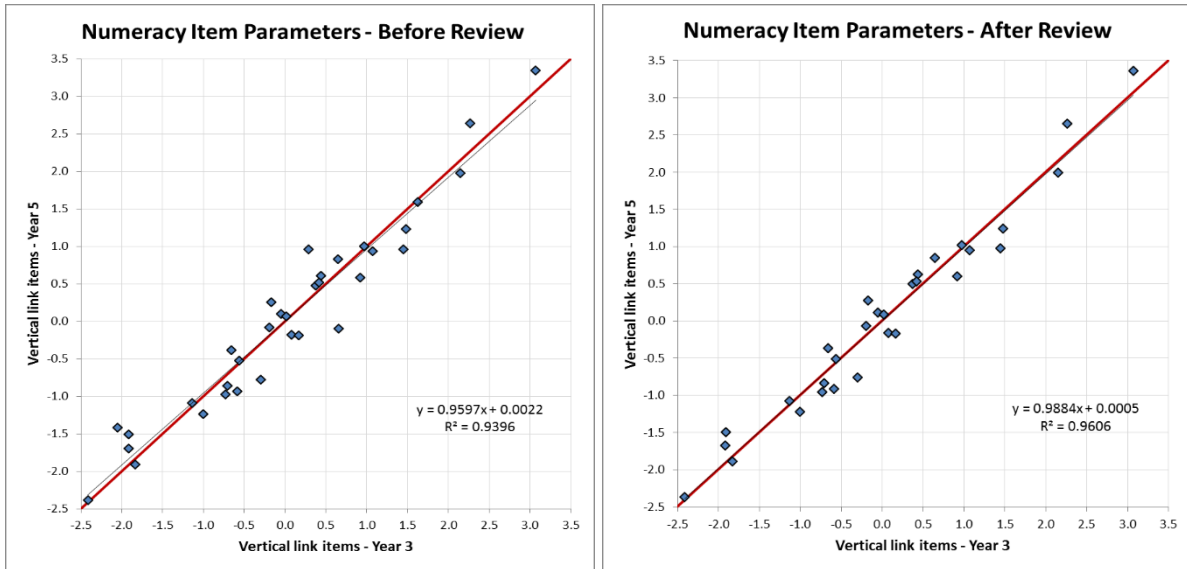 Numeracy Item Parameters - Before Review
3.5
3.0
2.5
2.0
1.5
1.0
0.5
0.0
-0.5
-1.0
-1.5
-2.0
-2.5
Vertical link items - Year 5
y = 0.9597x + 0.0022
R² = 0.9396
-2.5 -2.0 -1.5 -1.0 -0.5 0.0 0.5 1.0 1.5 2.0 2.5 3.0 3.5
Vertical link items - Year 3
Numeracy Item Parameters - After Review
3.5
3.0
2.5
2.0
1.5
1.0
0.5
0.0
-0.5
-1.0
-1.5
-2.0
-2.5
Vertical link items - Year 5
y = 0.9884x + 0.0005
R² = 0.9606
-2.5 -2.0 -1.5 -1.0 -0.5 0.0 0.5 1.0 1.5 2.0 2.5 3.0 3.5
Vertical link items - Year 3